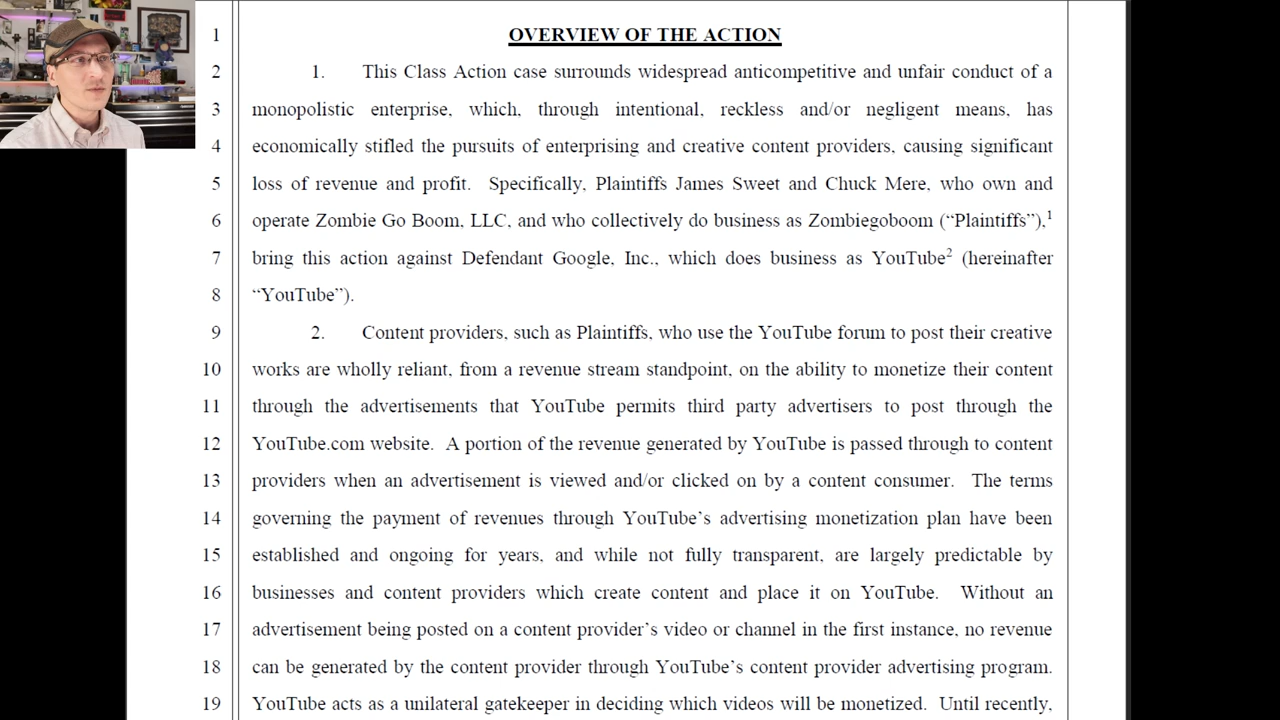 1 OVERVIEW OF THE ACTION
2 1. This Class Action case surrounds widespread anticompetitive and unfair conduct of a
3 monopolistic enterprise, which, through intentional, reckless and/or negligent means, has
4 economically stifled the pursuits of enterprising and creative content providers, causing significant
5 loss of revenue and profit. Specifically, Plaintiffs James Sweet and Chuck Mere, who own and
6 operate Zombie Go Boom, LLC, and who collectively do business as Zombiegoboom (“Plaintiffs”),1
7 bring this action against Defendant Google, Inc., which does business as YouTube2 (hereinafter
8 “YouTube”).
9 2. Content providers, such as Plaintiffs, who use the YouTube forum to post their creative
10 works are wholly reliant, from a revenue stream standpoint, on the ability to monetize their content
11 through the advertisements that YouTube permits third party advertisers to post through the
12 YouTube.com website. A portion of the revenue generated by YouTube is passed through to content
13 providers when an advertisement is viewed and/or clicked on by a content consumer. The terms
14 governing the payment of revenues through YouTube’s advertising monetization plan have been
15 established and ongoing for years, and while not fully transparent, are largely predictable by
16 businesses and content providers which create content and place it on YouTube. Without an
17 advertisement being posted on a content provider’s video or channel in the first instance, no revenue
18 can be generated by the content provider through YouTube’s content provider advertising program.
19 YouTube acts as a unilateral gatekeeper in deciding which videos will be monetized. Until recently,